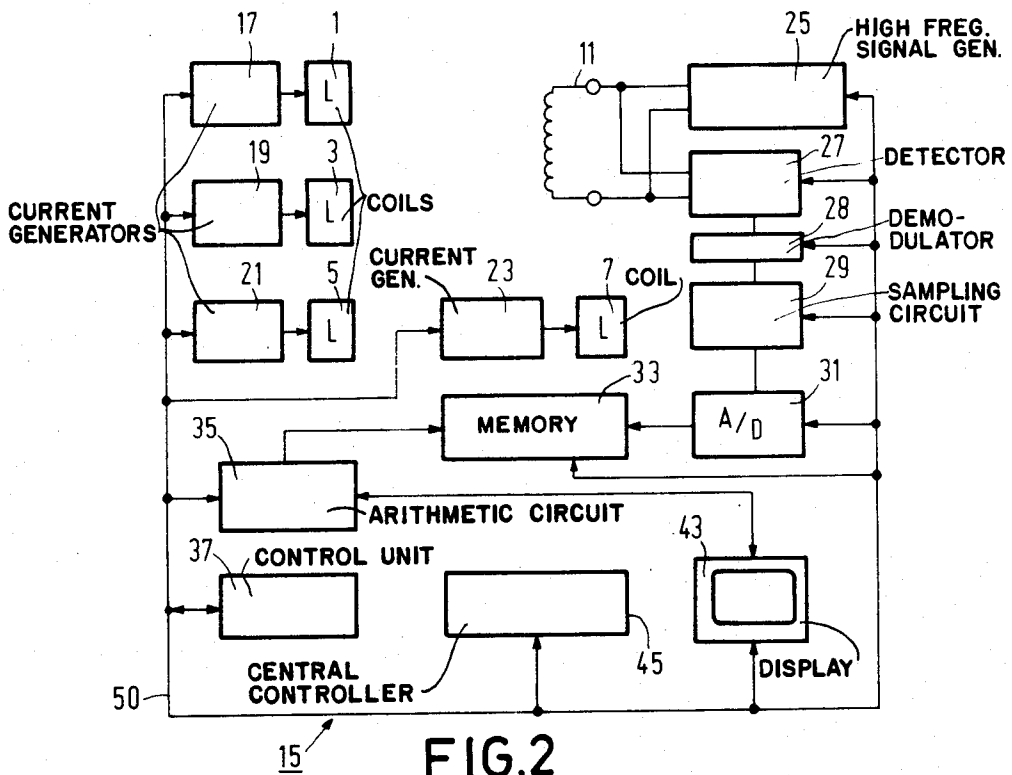 17
1
11
25
HIGH FREG.
SIGNAL GEN.
L
19
3
27
DETECTOR
L
COILS
CURRENT
GENERATORS
28
DEMO-
DULATOR
21
5
CURRENT
GEN.
23
7
COIL
29
SAMPLING
CIRCUIT
L
L
33
31
MEMORY
A/D
35
ARITHMETIC CIRCUIT
37
CONTROL UNIT
43
45
CENTRAL
CONTROLLER
DISPLAY
50
15
FIG.2